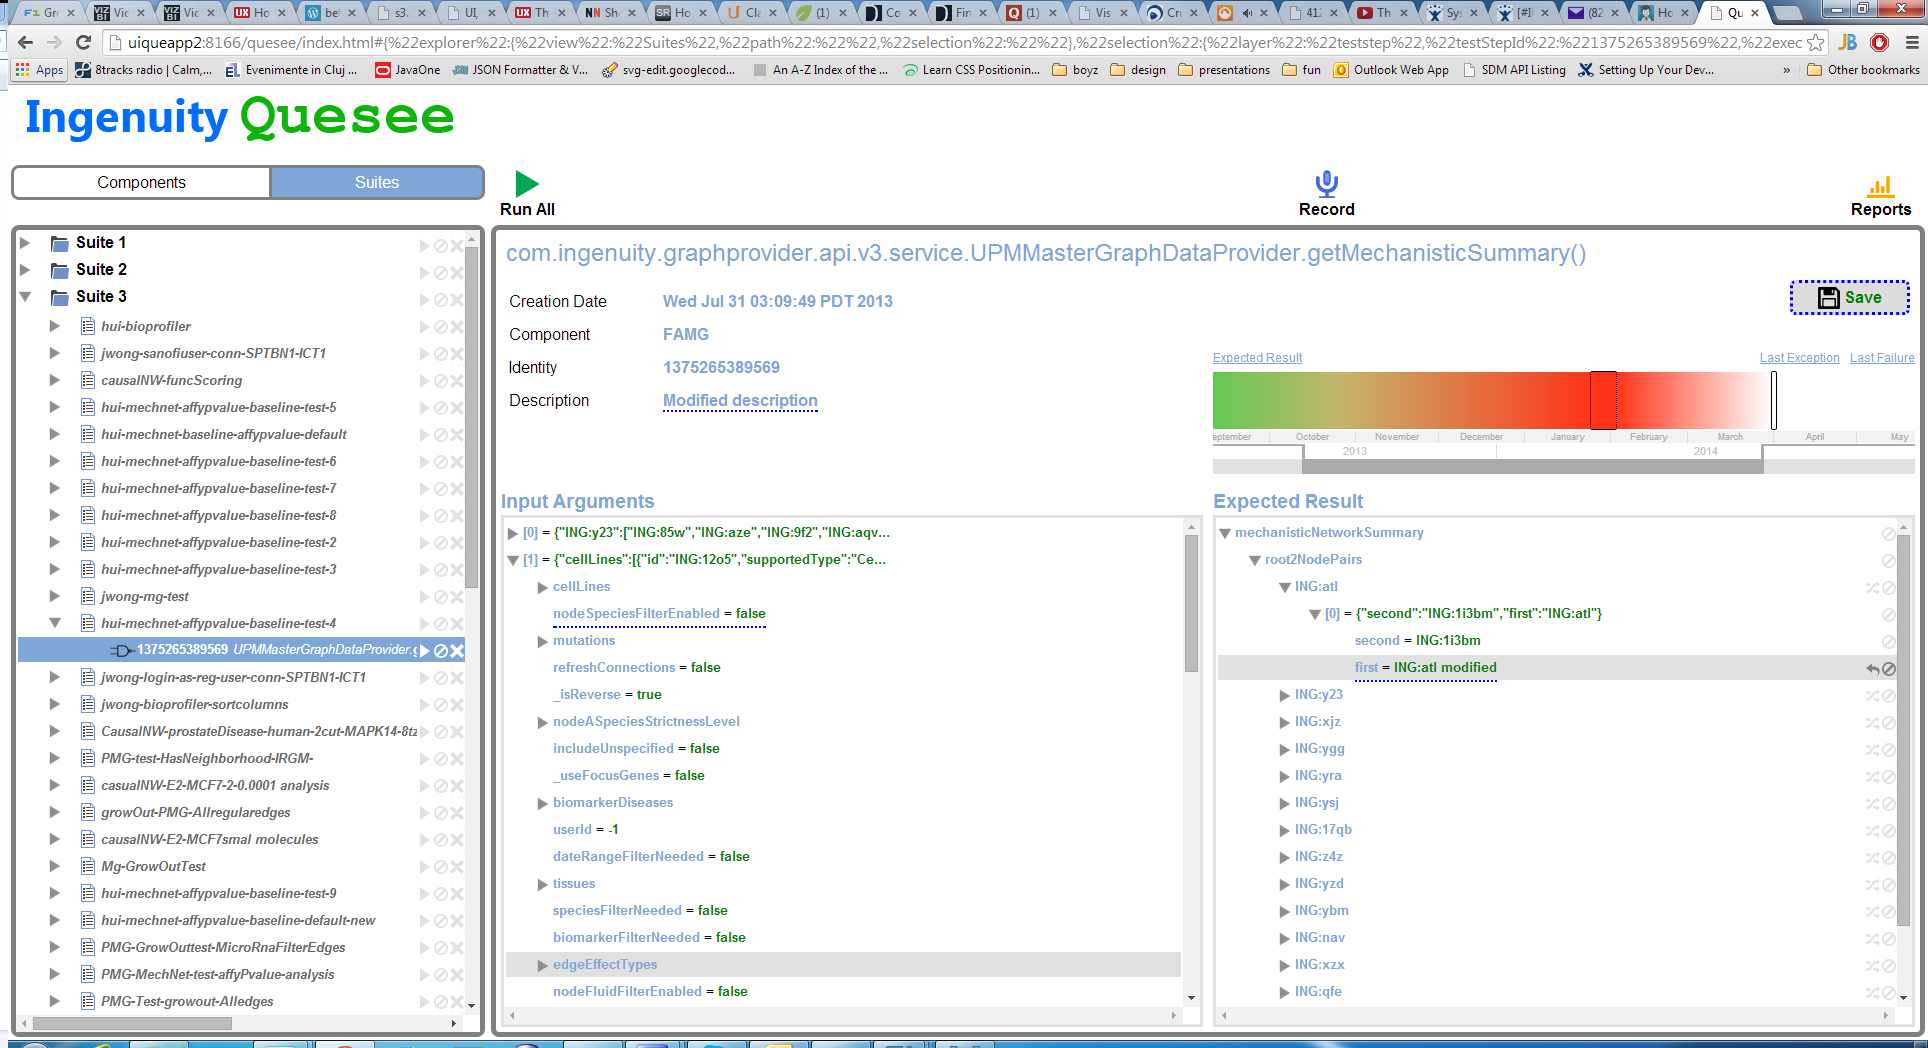 Gr
Viz
Vic
Ho
bet
s3.
UI,
Th
Sh
Ho
Cla
(1)
Co
Fin
(1)
Vis
Cru
412
Th
Sys
[#II
(82
Ho
Qu
uiqueapp2:8166/quesee/index.html#{%22explorer%22:{%22view%22:%22Suites%22,%22path%22:%22%22,%22selection%22:%22%22},%22selection%22:{%22layer%22:%22teststep%22,%22testStepId%22:%221375265389569%22,%22exec
Apps
8tracks radio | Calm,...
Evenimente in Cluj ...
JavaOne
JSON Formatter & V...
svg-edit.googlecod...
An A-Z Index of the ...
Learn CSS Positionin...
boyz
design
presentations
fun
Outlook Web App
SDM API Listing
Setting Up Your Dev...
»
Other bookmarks
Ingenuity Quesee
Components
Suites
Run All
Record
Reports
Suite 1
Suite 2
Suite 3
hui-bioprofiler
jwong-sanofiuser-conn-SPTBN1-ICT1
causalNW-funcScoring
hui-mechnet-affypvalue-baseline-test-5
hui-mechnet-baseline-affypvalue-default
hui-mechnet-affypvalue-baseline-test-6
hui-mechnet-affypvalue-baseline-test-7
hui-mechnet-affypvalue-baseline-test-8
hui-mechnet-affypvalue-baseline-test-2
hui-mechnet-affypvalue-baseline-test-3
jwong-mg-test
hui-mechnet-affypvalue-baseline-test-4
1375265389569 UPMMasterGraphDataProvider.g
jwong-login-as-reg-user-conn-SPTBN1-ICT1
jwong-bioprofiler-sortcolumns
CausalNW-prostateDisease-human-2cut-MAPK14-8tz
PMG-test-HasNeighborhood-IRGM-
casualNW-E2-MCF7-2-0.0001 analysis
growOut-PMG-Allregularedges
causalNW-E2-MCF7smal molecules
Mg-GrowOutTest
hui-mechnet-affypvalue-baseline-test-9
hui-mechnet-affypvalue-baseline-default-new
PMG-GrowOuttest-MicroRnaFilterEdges
PMG-MechNet-test-affyPvalue-analysis
PMG-Test-growout-Alledges
com.ingenuity.graphprovider.api.v3.service.UPMMasterGraphDataProvider.getMechanisticSummary()
Creation Date Wed Jul 31 03:09:49 PDT 2013
Component FAMG
Identity 1375265389569
Description Modified description
Save
Expected Result
Last Exception
Last Failure
eptember October November December January February March April May
2013 2014
Input Arguments
[0] = {"ING:y23":["ING:85w","ING:aze","ING:9f2","ING:aqv...
[1] = {"cellLines":[{"id":"ING:12o5","supportedType":"Ce...
cellLines
nodeSpeciesFilterEnabled = false
mutations
refreshConnections = false
_isReverse = true
nodeASpeciesStrictnessLevel
includeUnspecified = false
_useFocusGenes = false
biomarkerDiseases
userId = -1
dateRangeFilterNeeded = false
tissues
speciesFilterNeeded = false
biomarkerFilterNeeded = false
edgeEffectTypes
nodeFluidFilterEnabled = false
Expected Result
mechanisticNetworkSummary
root2NodePairs
ING:atl
[0] = {"second":"ING:1i3bm","first":"ING:atl"}
second = ING:1i3bm
first = ING:atl modified
ING:y23
ING:xjz
ING:ygg
ING:yra
ING:ysj
ING:17qb
ING:z4z
ING:yzd
ING:ybm
ING:nav
ING:xzx
ING:qfe